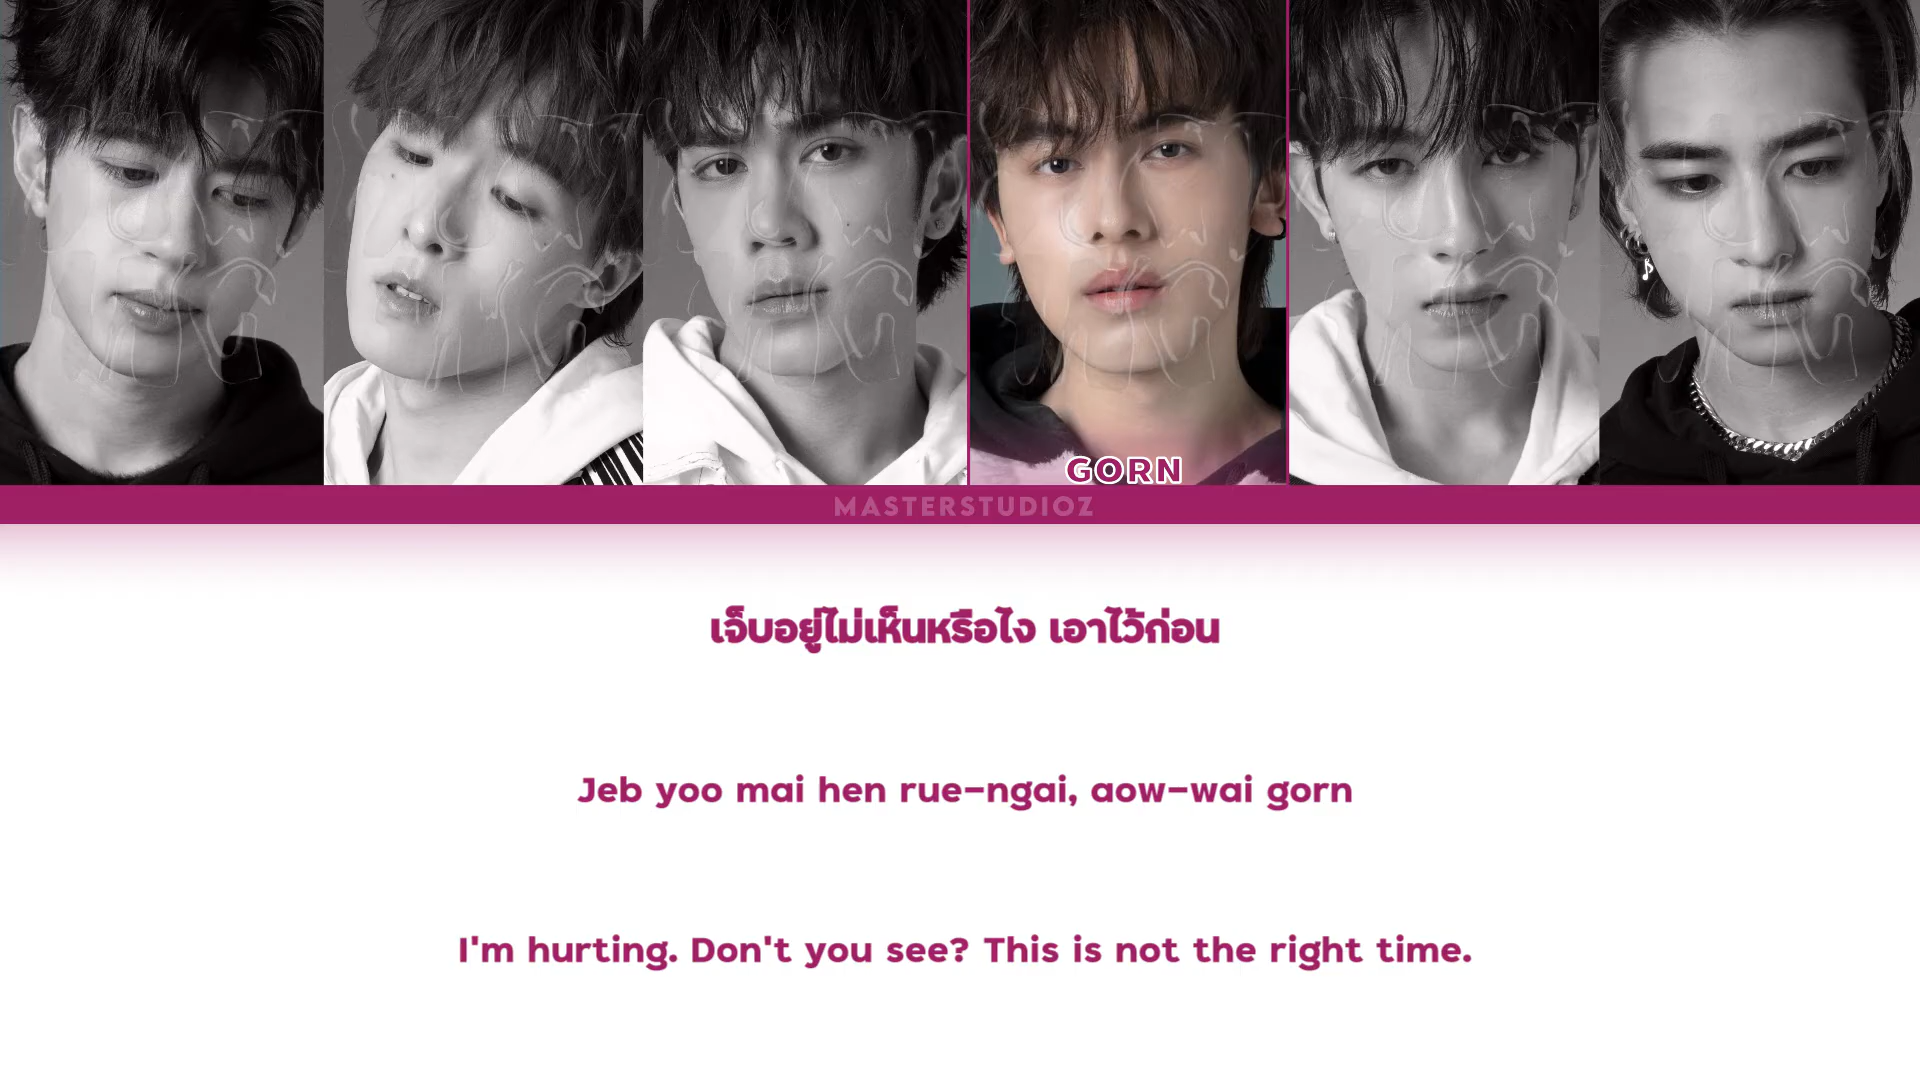 GORN
MASTERSTUDIOZ
เจ็บอยู่ไม่เห็นหรือไง เอาไว้ก่อน
Jeb yoo mai hen rue-ngai, aow-wai gorn
I'm hurting. Don't you see? This is not the right time.